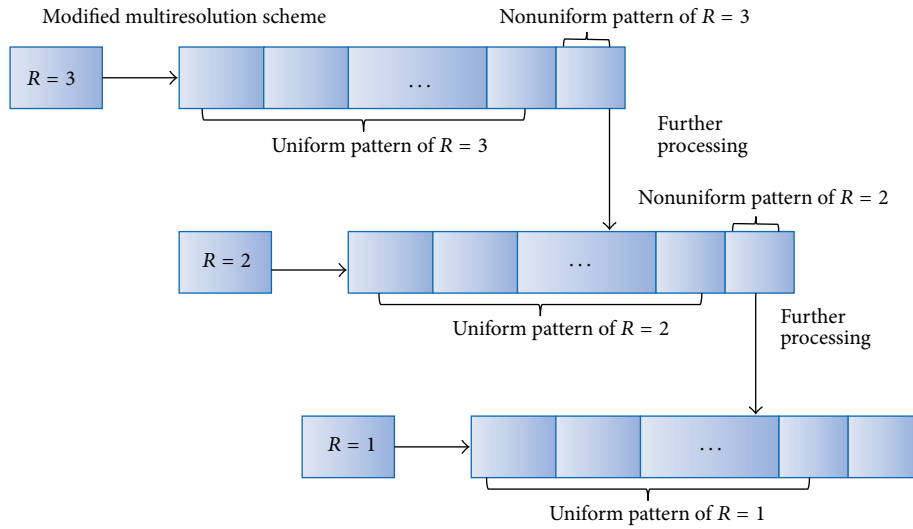 Modified multiresolution scheme
Nonuniform pattern of R = 3
R = 3
...
Uniform pattern of R = 3
Further
processing
Nonuniform pattern of R = 2
R = 2
...
Uniform pattern of R = 2
Further
processing
R = 1
...
Uniform pattern of R = 1